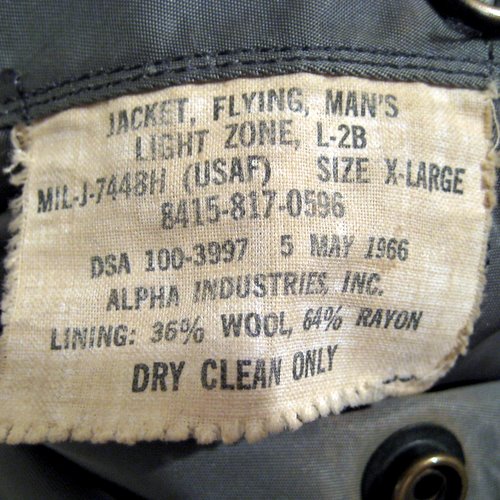 JACKET, FLYING, MAN'S
LIGHT ZONE, L-2B
MIL-J-7448H (USAF) SIZE X-LARGE
8415-817-0596
DSA 100-3997 5 MAY 1966
ALPHA INDUSTRIES, INC.
LINING: 36% WOOL, 64% RAYON
DRY CLEAN ONLY